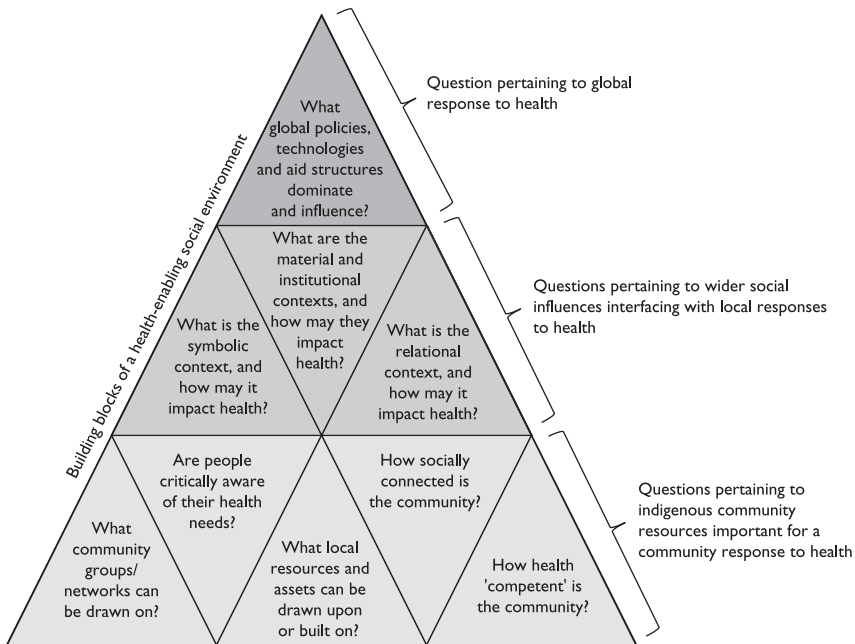 Building blocks of a health-enabling social environment
What
global policies,
technologies
and aid structures
dominate
and influence?
Question pertaining to global
response to health
What are the
material and
institutional
contexts, and
how may they
impact
health?
What is the
symbolic
context, and
how may it
impact health?
What is the
relational
context, and
how may it
impact health?
Questions pertaining to wider social
influences interfacing with local responses
to health
Are people
critically aware
of their health
needs?
How socially
connected is
the community?
What
community
groups/
networks can
be drawn on?
What local
resources and
assets can be
drawn upon
or built on?
How health
'competent' is
the community?
Questions pertaining to
indigenous community
resources important for a
community response to health